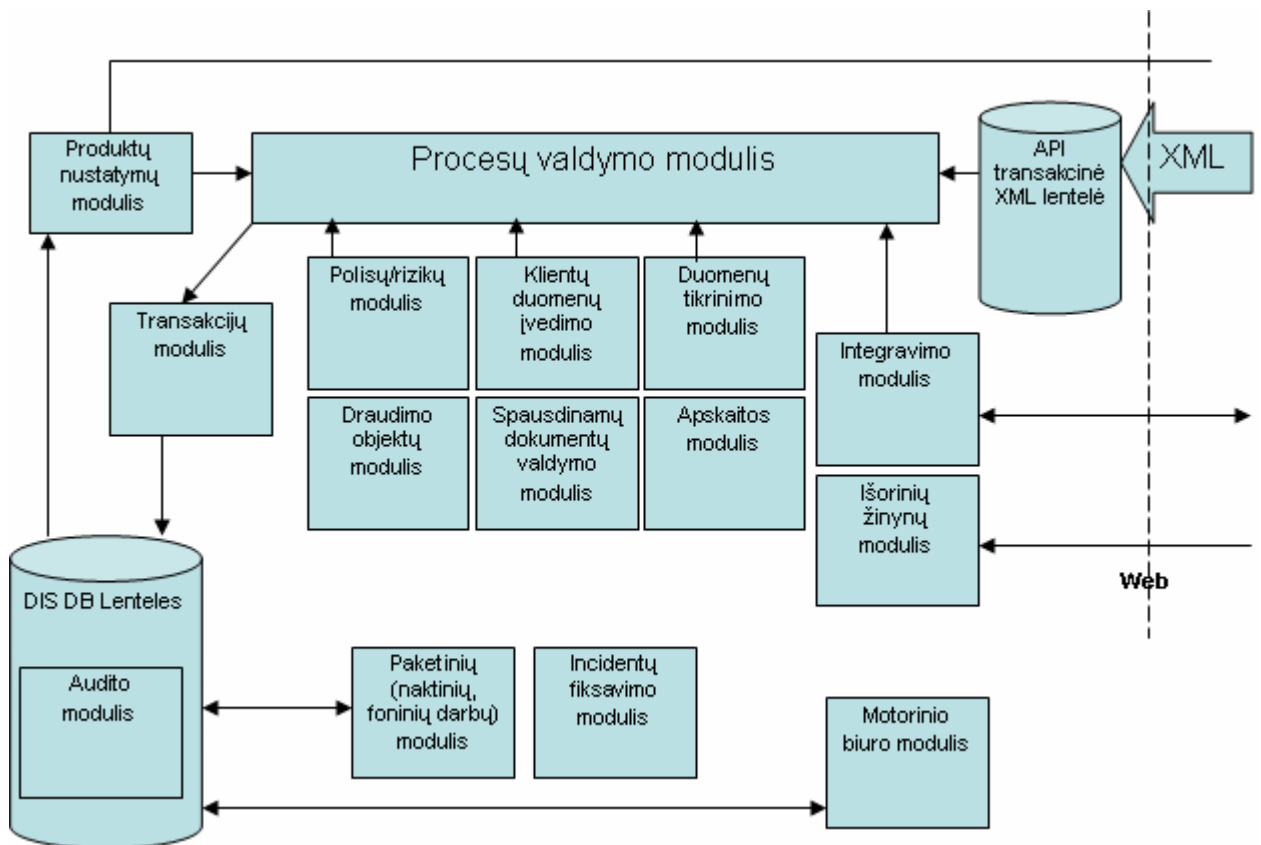 Produktų
nustatymų
modulis
Procesų valdymo modulis
API
transakcinė
XML lentelė
XML
Transakcijų
modulis
Polisų/rizikų
modulis
Klientų
duomenų
įvedimo
modulis
Duomenų
tikrinimo
modulis
Integravimo
modulis
Draudimo
objektų
modulis
Spausdinamų
dokumentų
valdymo
modulis
Apskaitos
modulis
Išorinių
žinynų
modulis
Web
DIS DB Lenteles
Audito
modulis
Paketinių
(naktinių,
foninių darbų)
modulis
Incidentų
fiksavimo
modulis
Motorinio
biuro modulis